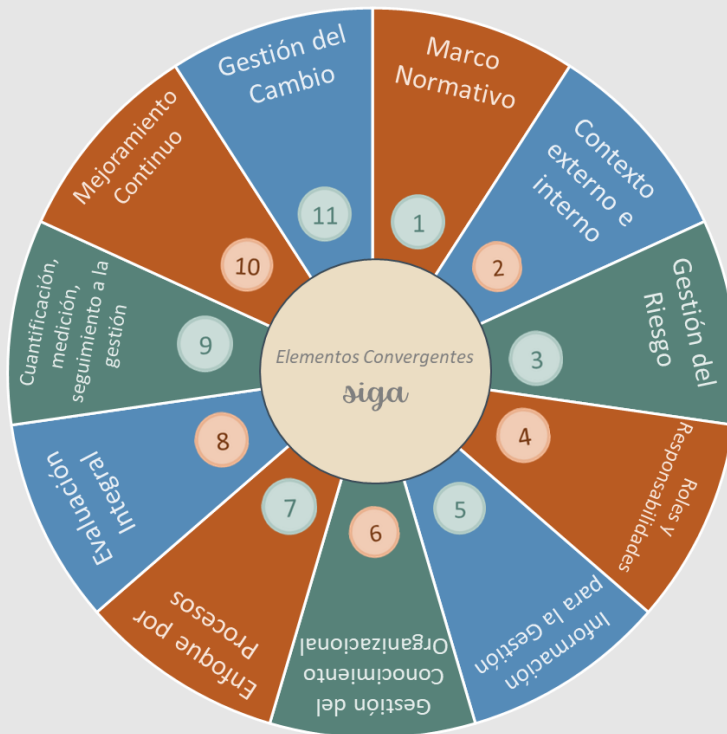 Marco
Normativo
1
Contexto
externo e
interno
2
Gestión del
Riesgo
3
Roles y
Responsabilidades
4
Información
para la Gestión
5
Gestión del
Conocimiento
Organizacional
6
Enfoque por
Procesos
7
Evaluación
Integral
8
Cuantificación,
medición,
seguimiento a la
gestión
9
Mejoramiento
Continuo
10
Gestión del
Cambio
11
Elementos Convergentes
siga